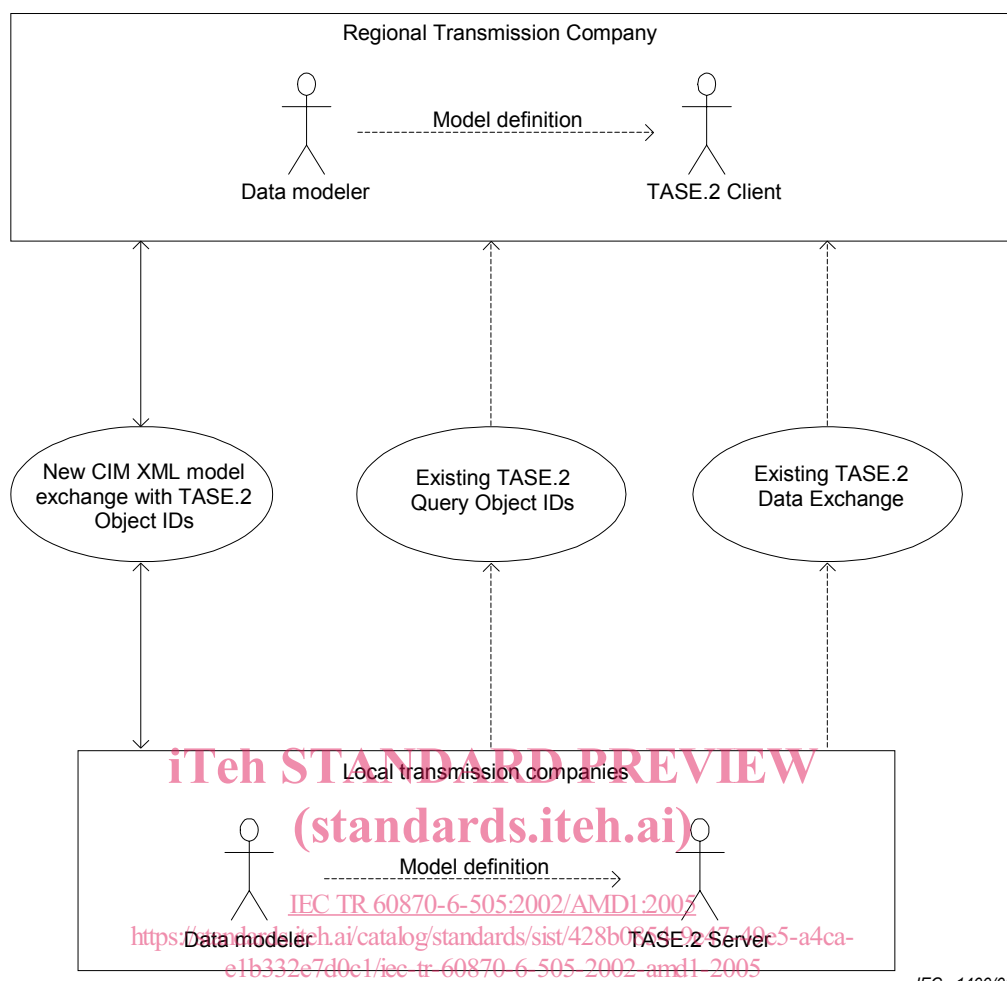 Regional Transmission Company
Model definition
Data modeler
TASE.2 Client
New CIM XML model
exchange with TASE.2
Object IDs
Existing TASE.2
Query Object IDs
Existing TASE.2
Data Exchange
iTeh STANDARD PREVIEW
Local transmission companies
(standards.iteh.ai)
Model definition
IEC TR 60870-6-505:2002/AMD1:2005
Data modeler
TASE.2 Server
e1b332e7d0c1/iec-tr-60870-6-505-2002-amd1-2005
IEC